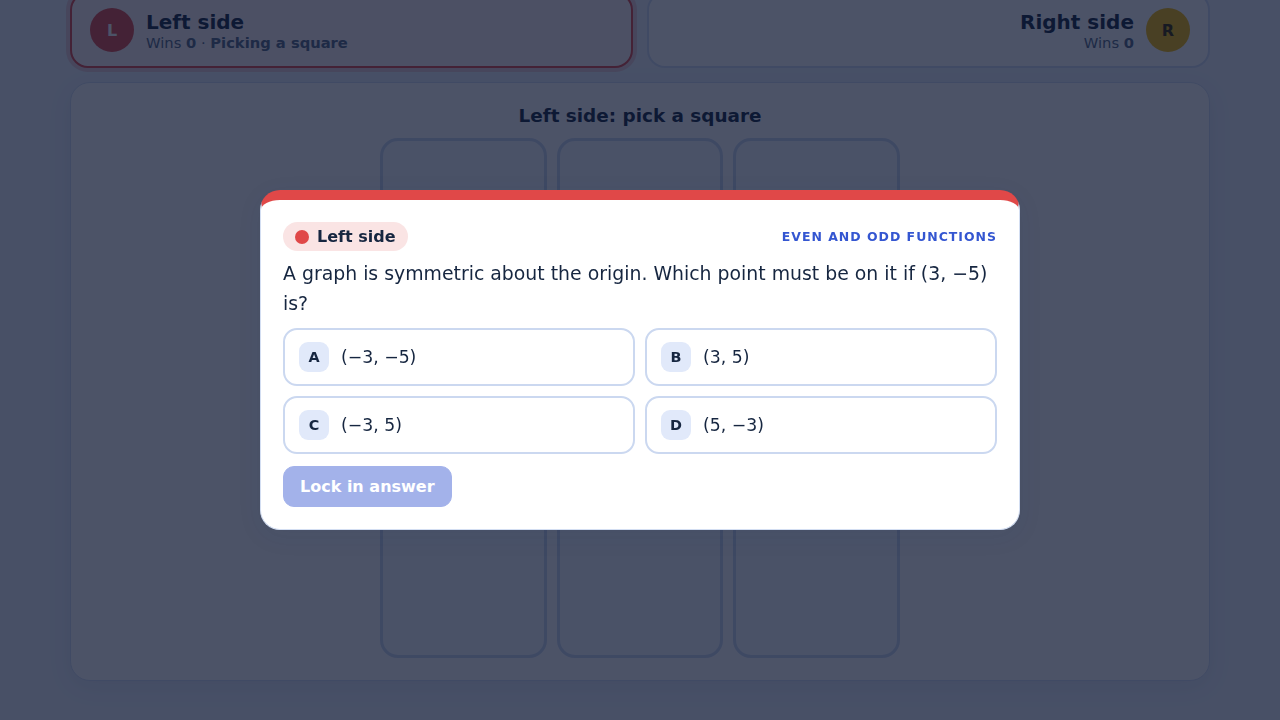 L
Left side
Wins 0 · Picking a square
Right side
Wins 0
R
Left side: pick a square
Left side
EVEN AND ODD FUNCTIONS
A graph is symmetric about the origin. Which point must be on it if (3, −5)
is?
A (−3, −5)
B (3, 5)
C (−3, 5)
D (5, −3)
Lock in answer